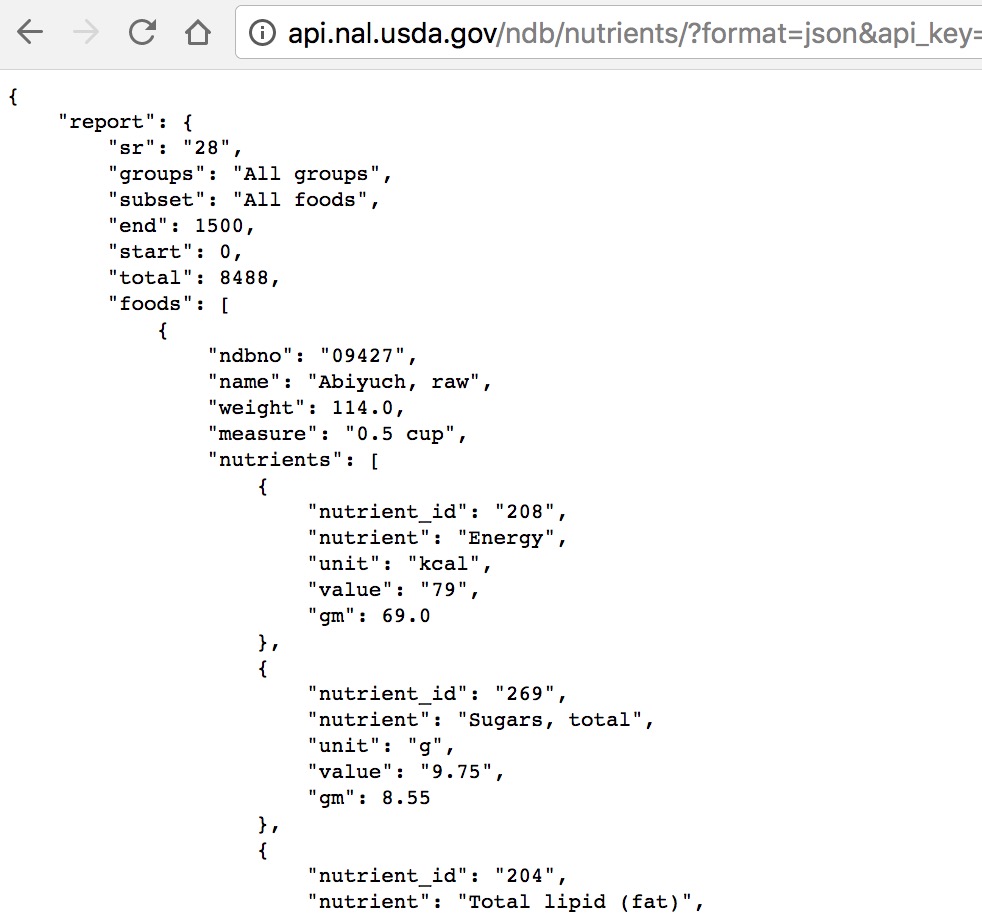 api.nal.usda.gov/ndb/nutrients/?format=json&api_key=
{
"report": {
"sr": "28",
"groups": "All groups",
"subset": "All foods",
"end": 1500,
"start": 0,
"total": 8488,
"foods": [
{
"ndbno": "09427",
"name": "Abiyuch, raw",
"weight": 114.0,
"measure": "0.5 cup",
"nutrients": [
{
"nutrient_id": "208",
"nutrient": "Energy",
"unit": "kcal",
"value": "79",
"gm": 69.0
},
{
"nutrient_id": "269",
"nutrient": "Sugars, total",
"unit": "g",
"value": "9.75",
"gm": 8.55
},
{
"nutrient_id": "204",
"nutrient": "Total lipid (fat)",